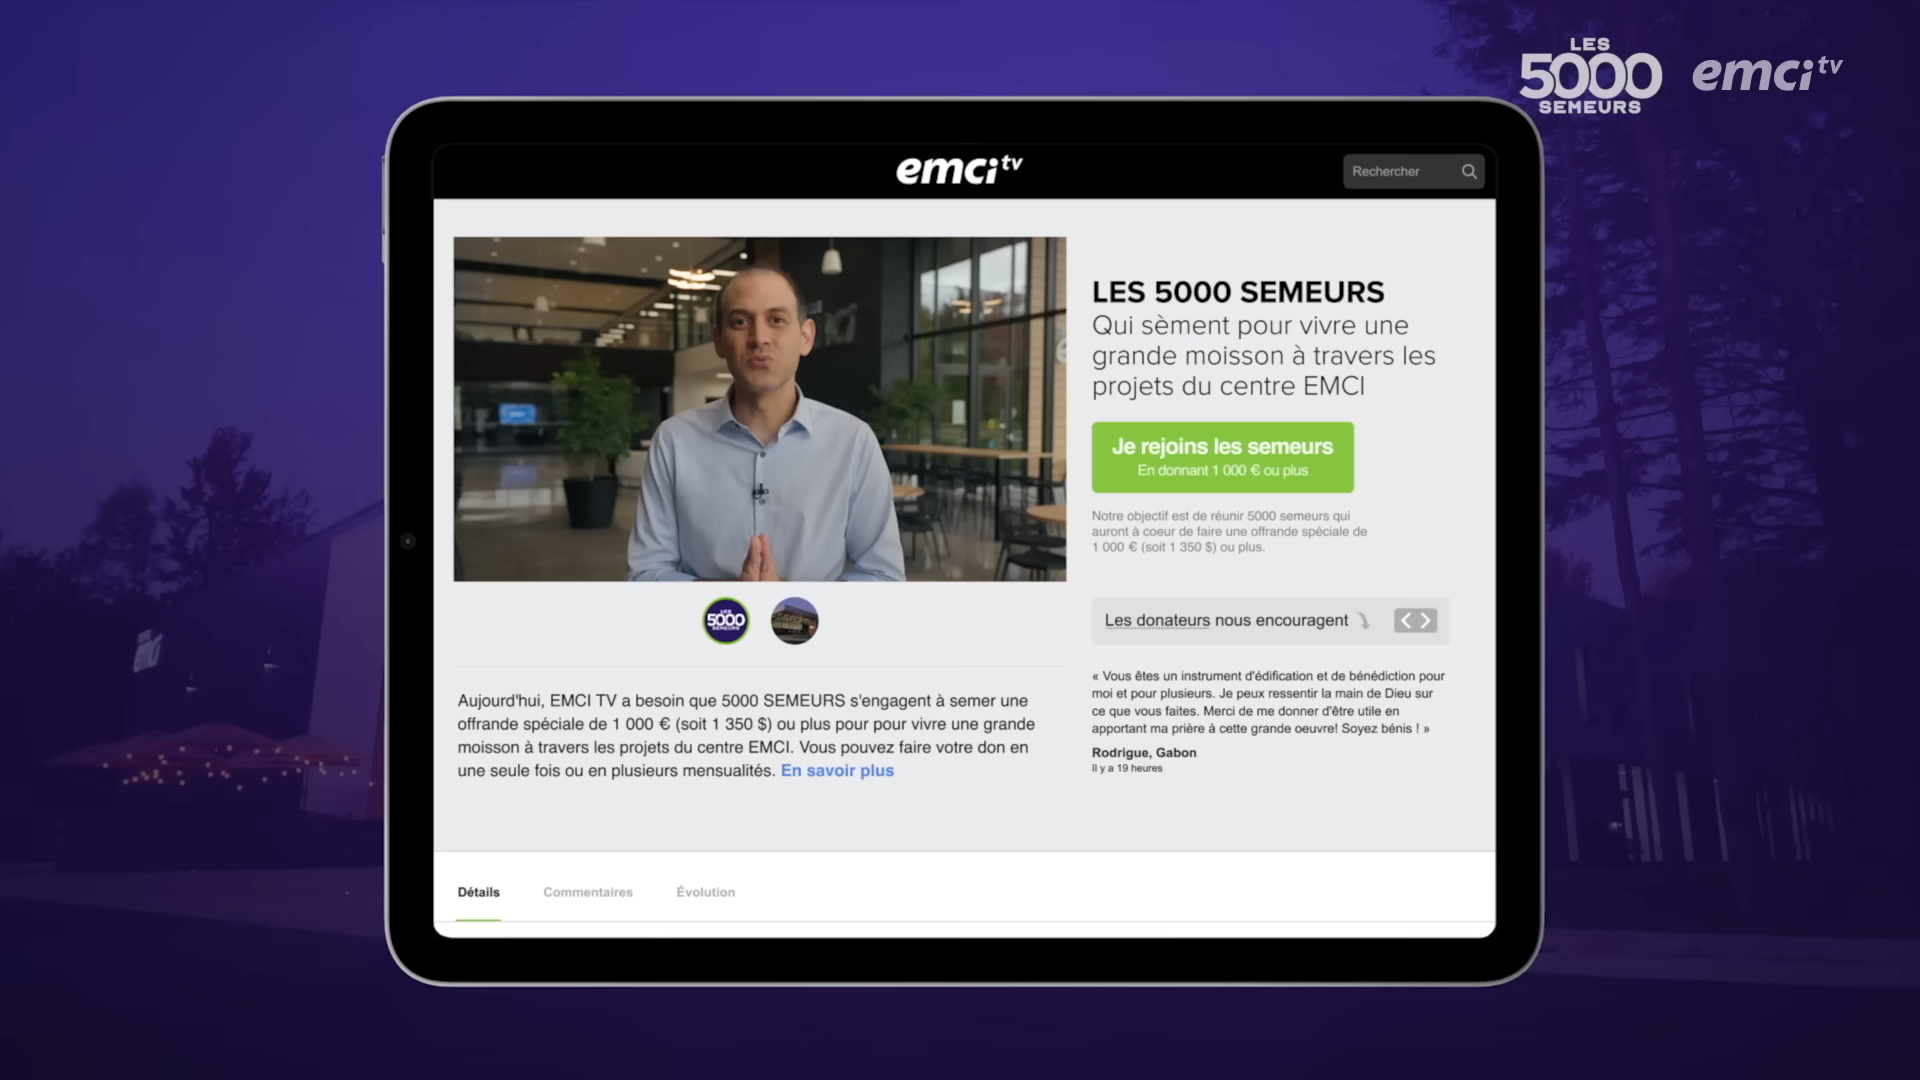 LES
5000
SEMEURS
emci tv
emci tv
Rechercher
LES 5000 SEMEURS
Qui sèment pour vivre une
grande moisson à travers les
projets du centre EMCI
Je rejoins les semeurs
En donnant 1 000 € ou plus
Notre objectif est de réunir 5000 semeurs qui
auront à coeur de faire une offrande spéciale de
1 000 € (soit 1 350 $) ou plus.
LES
5000
SEMEURS
Les donateurs nous encouragent
« Vous êtes un instrument d'édification et de bénédiction pour
moi et pour plusieurs. Je peux ressentir la main de Dieu sur
ce que vous faites. Merci de me donner d'être utile en
apportant ma prière à cette grande oeuvre! Soyez bénis ! »
Rodrigue, Gabon
Il y a 19 heures
Aujourd'hui, EMCI TV a besoin que 5000 SEMEURS s'engagent à semer une
offrande spéciale de 1 000 € (soit 1 350 $) ou plus pour pour vivre une grande
moisson à travers les projets du centre EMCI. Vous pouvez faire votre don en
une seule fois ou en plusieurs mensualités. En savoir plus
Détails
Commentaires
Évolution